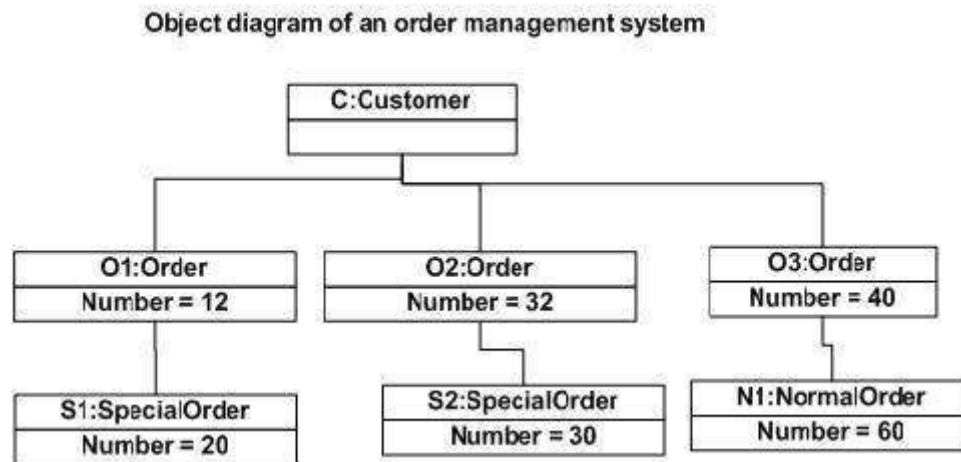 Object diagram of an order management system
C:Customer
O1:Order
Number = 12
O2:Order
Number = 32
O3:Order
Number = 40
S1:SpecialOrder
Number = 20
S2:SpecialOrder
Number = 30
N1:NormalOrder
Number = 60